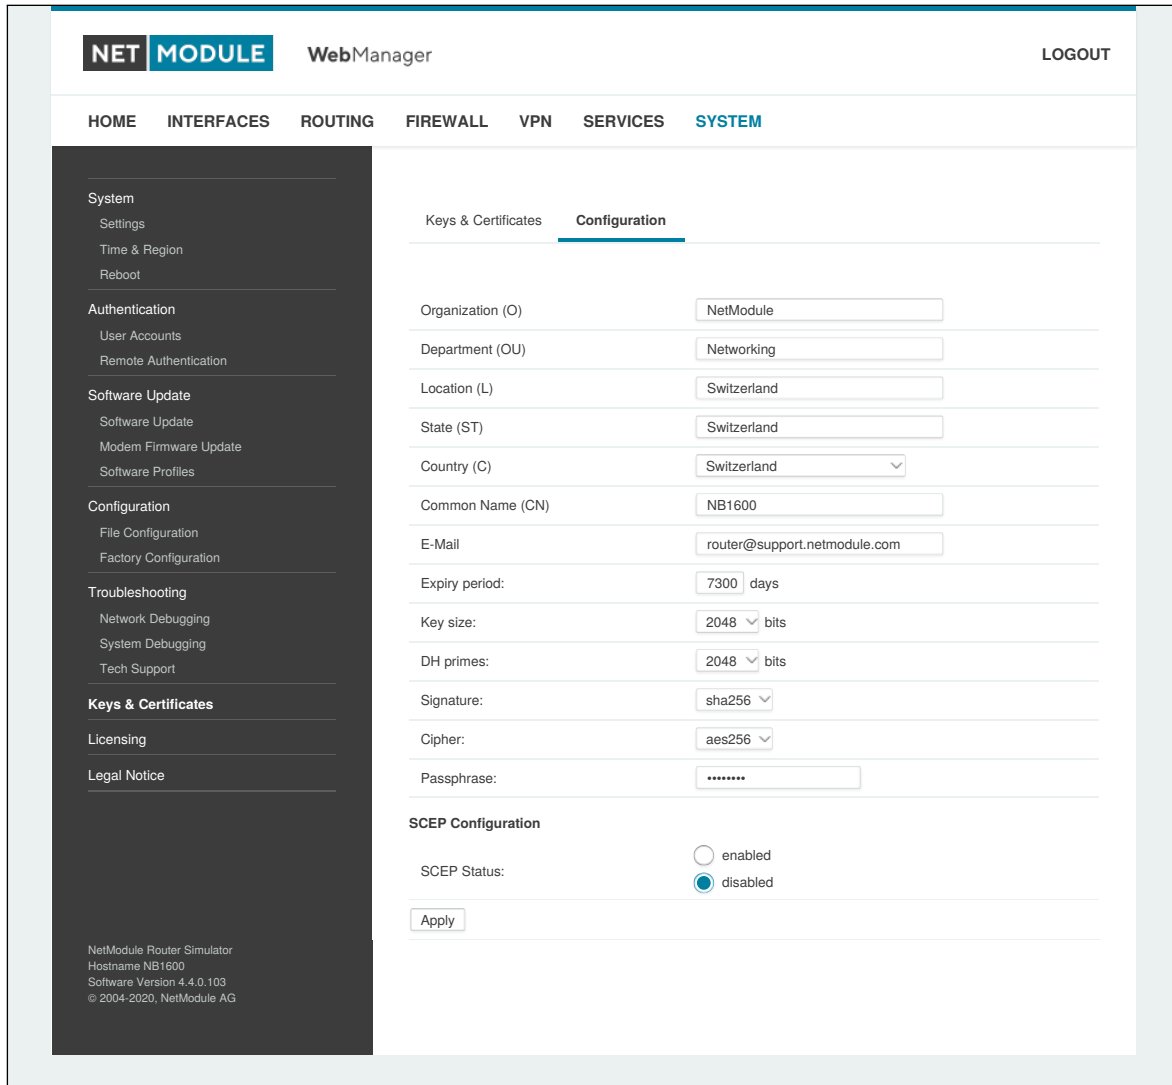 NET MODULE WebManager LOGOUT
HOME INTERFACES ROUTING FIREWALL VPN SERVICES SYSTEM
System
Settings
Time & Region
Reboot
Authentication
User Accounts
Remote Authentication
Software Update
Software Update
Modem Firmware Update
Software Profiles
Configuration
File Configuration
Factory Configuration
Troubleshooting
Network Debugging
System Debugging
Tech Support
Keys & Certificates
Licensing
Legal Notice
NetModule Router Simulator
Hostname NB1600
Software Version 4.4.0.103
© 2004-2020, NetModule AG
Keys & Certificates Configuration
Organization (O) NetModule
Department (OU) Networking
Location (L) Switzerland
State (ST) Switzerland
Country (C) Switzerland
Common Name (CN) NB1600
E-Mail router@support.netmodule.com
Expiry period: 7300 days
Key size: 2048 bits
DH primes: 2048 bits
Signature: sha256
Cipher: aes256
Passphrase: ••••••••
SCEP Configuration
SCEP Status: enabled
disabled
Apply